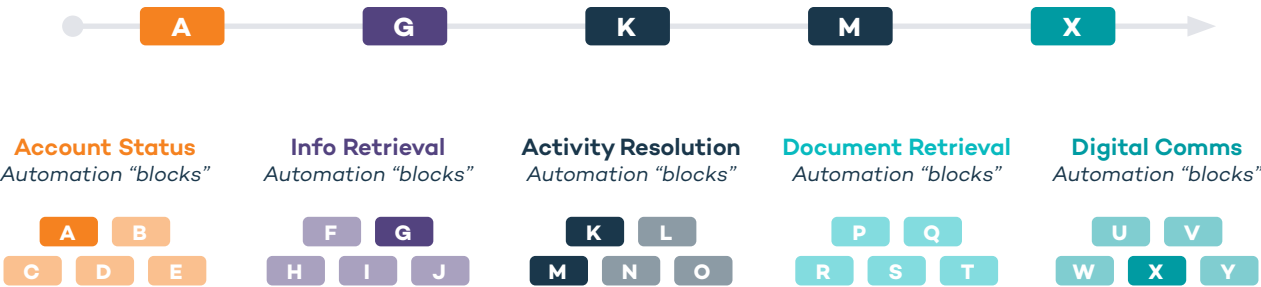 A G K M X
Account Status Info Retrieval Activity Resolution Document Retrieval Digital Comms
Automation “blocks” Automation “blocks” Automation “blocks” Automation “blocks” Automation “blocks”
A B F G K L P Q U V
C D E H I J M N O R S T W X Y